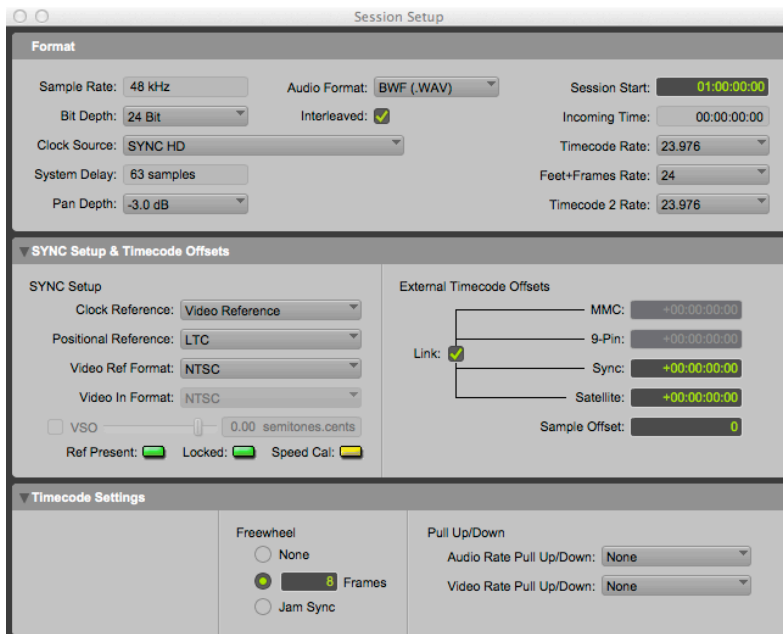 Session Setup
Format
Sample Rate: 48 kHz
Audio Format: BWF (.WAV)
Session Start: 01:00:00:00
Bit Depth: 24 Bit
Interleaved:
Incoming Time: 00:00:00:00
Clock Source: SYNC HD
Timecode Rate: 23.976
System Delay: 63 samples
Feet+Frames Rate: 24
Pan Depth: -3.0 dB
Timecode 2 Rate: 23.976
SYNC Setup & Timecode Offsets
SYNC Setup
Clock Reference: Video Reference
Positional Reference: LTC
Video Ref Format: NTSC
Video In Format: NTSC
VSO 0.00 semitones.cents
Ref Present: Locked: Speed Cal:
External Timecode Offsets
MMC: +00:00:00:00
9-Pin: +00:00:00:00
Link:
Sync: +00:00:00:00
Satellite: +00:00:00:00
Sample Offset: 0
Timecode Settings
Freewheel
None
8 Frames
Jam Sync
Pull Up/Down
Audio Rate Pull Up/Down: None
Video Rate Pull Up/Down: None